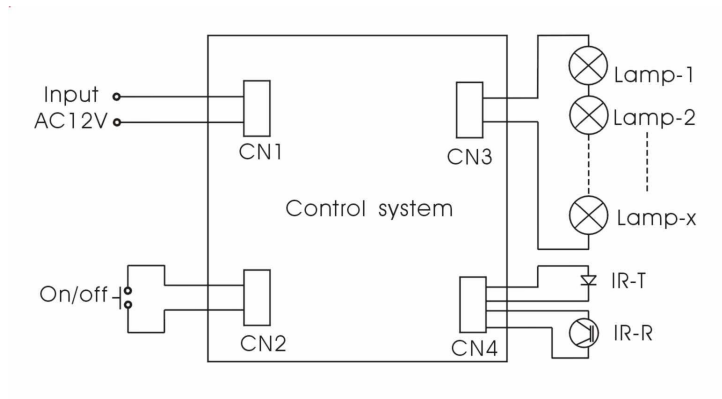 Input
AC12V
CN1
CN3
Lamp-1
Lamp-2
Control system
Lamp-x
On/off
CN2
CN4
IR-T
IR-R